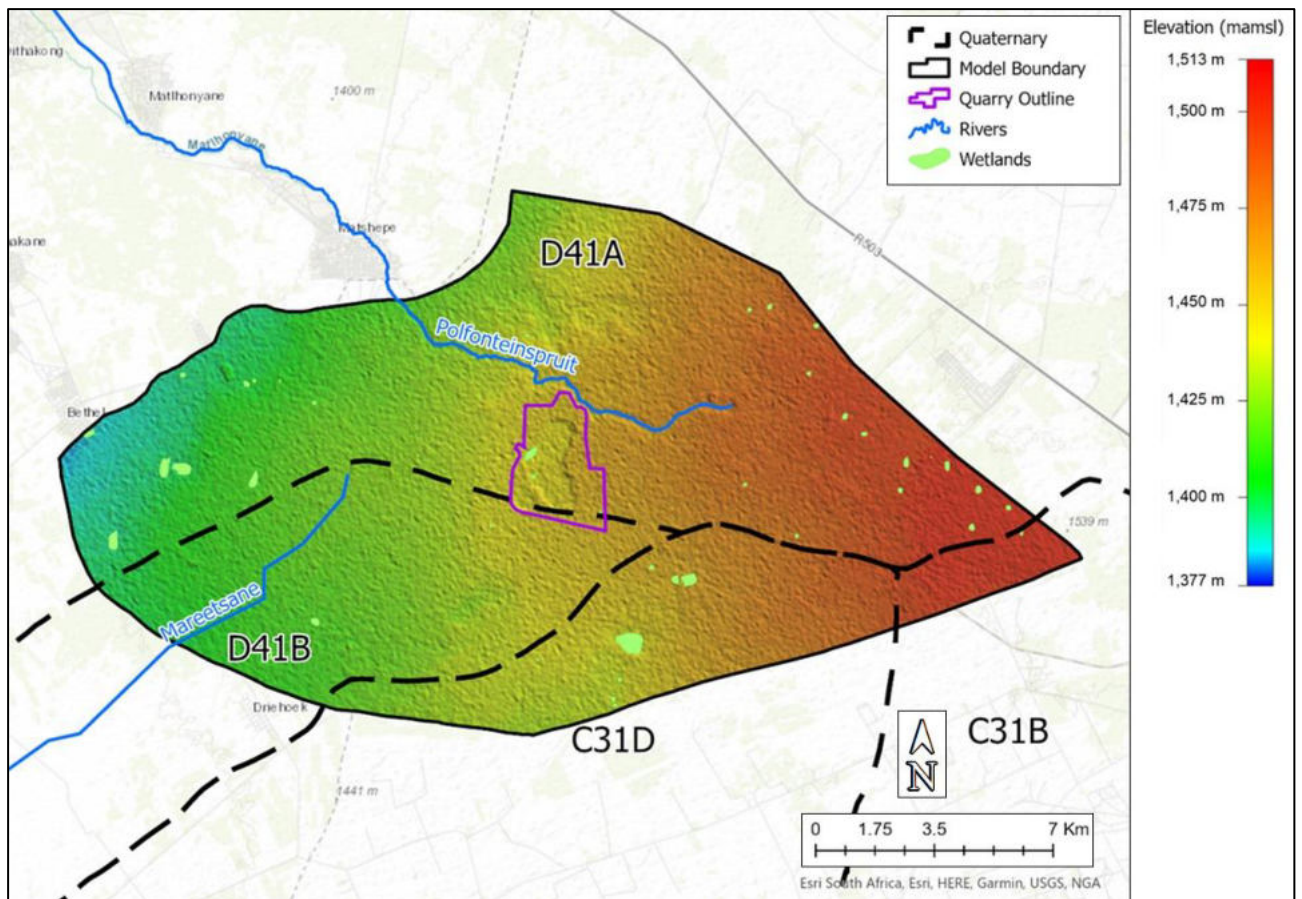 withakong
Matlhonyane
1400 m
Matlhonyane
Matshepe
akane
R503
D41A
Polfonteinspruit
Bethel
1539 m
Mareetsane
D41B
Driehoek
C31D
C31B
1441 m
N
0 1.75 3.5 7 Km
Esri South Africa, Esri, HERE, Garmin, USGS, NGA
Quaternary
Model Boundary
Quarry Outline
Rivers
Wetlands
Elevation (mamsl)
1,513 m
1,500 m
1,475 m
1,450 m
1,425 m
1,400 m
1,377 m